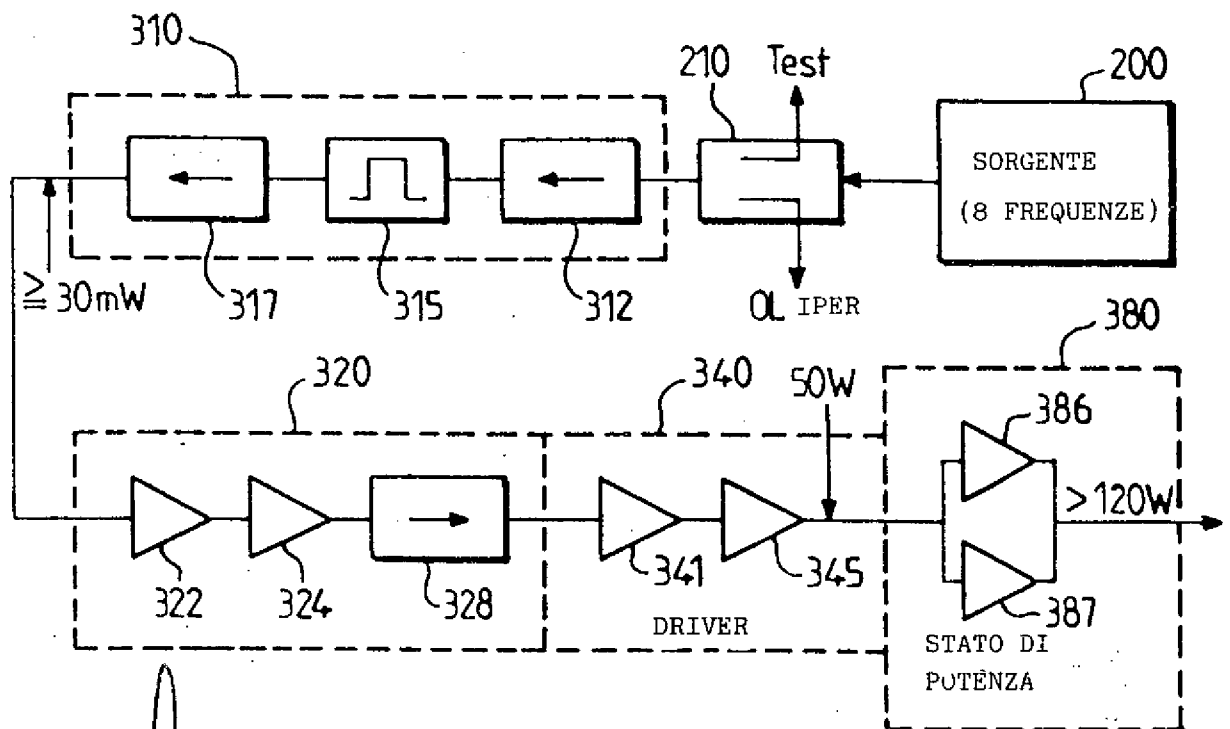 310
210
Test
200
SORGENTE
(8 FREQUENZE)
≧ 30mW
317
315
312
OL IPER
380
320
340
50W
386
> 120W
322
324
328
341
345
387
DRIVER
STATO DI
POTENZA